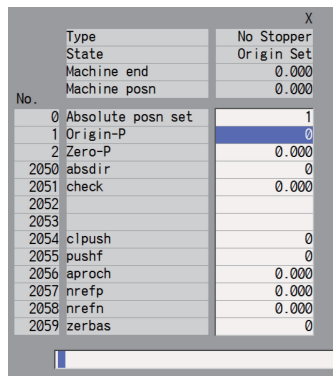 X
Type No Stopper
State Origin Set
Machine end 0.000
Machine posn 0.000
No.
0 Absolute posn set 1
1 Origin-P 0
2 Zero-P 0.000
2050 absdir 0
2051 check 0.000
2052
2053
2054 clpush 0
2055 pushf 0
2056 aproch 0.000
2057 nrefp 0.000
2058 nrefn 0.000
2059 zerbas 0